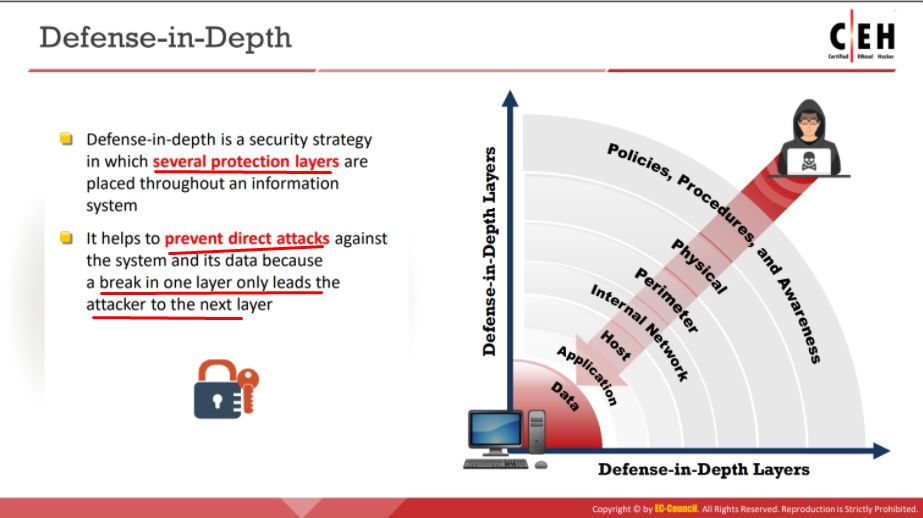 Defense-in-Depth
C|EH
Certified Ethical Hacker
Defense-in-depth is a security strategy
in which several protection layers are
placed throughout an information
system
It helps to prevent direct attacks against
the system and its data because
a break in one layer only leads the
attacker to the next layer
Defense-in-Depth Layers
Policies, Procedures, and Awareness
Physical
Perimeter
Internal Network
Host
Application
Data
Defense-in-Depth Layers
Copyright © by EC-Council. All Rights Reserved. Reproduction is Strictly Prohibited.